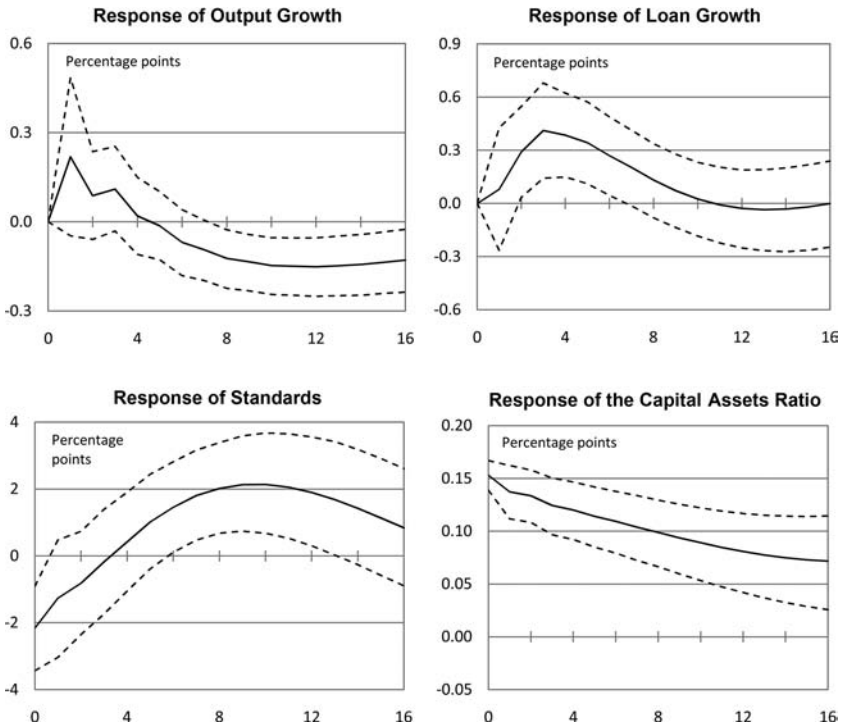 Response of Output Growth
0.6
Percentage points
0.3
0.0
-0.3
0 4 8 12 16
Response of Loan Growth
0.9
Percentage points
0.6
0.3
0.0
-0.3
-0.6
0 4 8 12 16
Response of Standards
4
Percentage
points
2
0
-2
-4
0 4 8 12 16
Response of the Capital Assets Ratio
0.20
Percentage points
0.15
0.10
0.05
0.00
-0.05
0 4 8 12 16